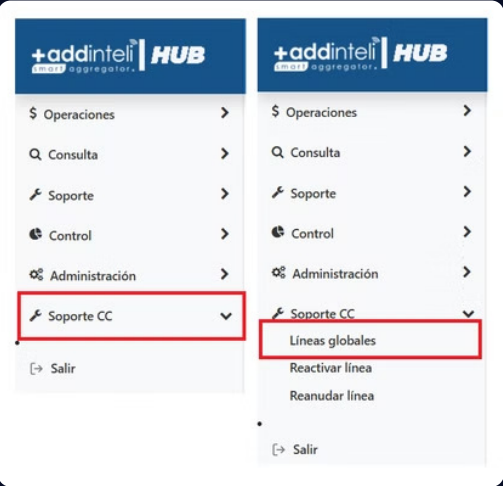 +addinteli HUB
smart aggregator.
$ Operaciones
Consulta
Soporte
Control
Administración
Soporte CC
Salir
+addinteli HUB
smart aggregator.
$ Operaciones
Consulta
Soporte
Control
Administración
Soporte CC
Líneas globales
Reactivar línea
Reanudar línea
Salir